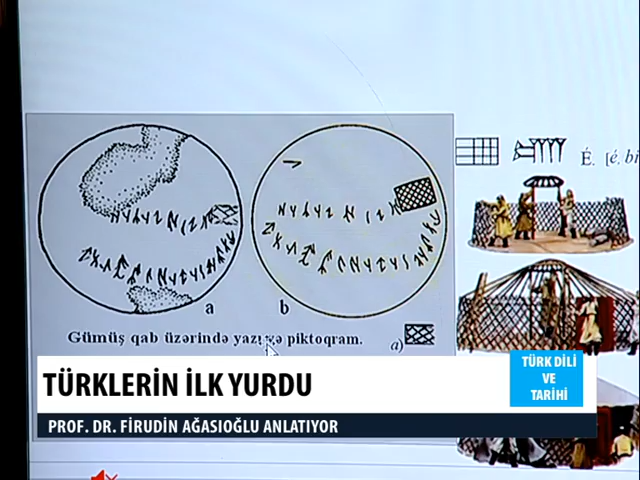 É. [é, bi
a
b
Gümüş qab üzərində yazı və piktoqram.
a)
TÜRKLERİN İLK YURDU
TÜRK DİLİ
VE
TARİHİ
PROF. DR. FİRUDİN AĞASIOĞLU ANLATIYOR